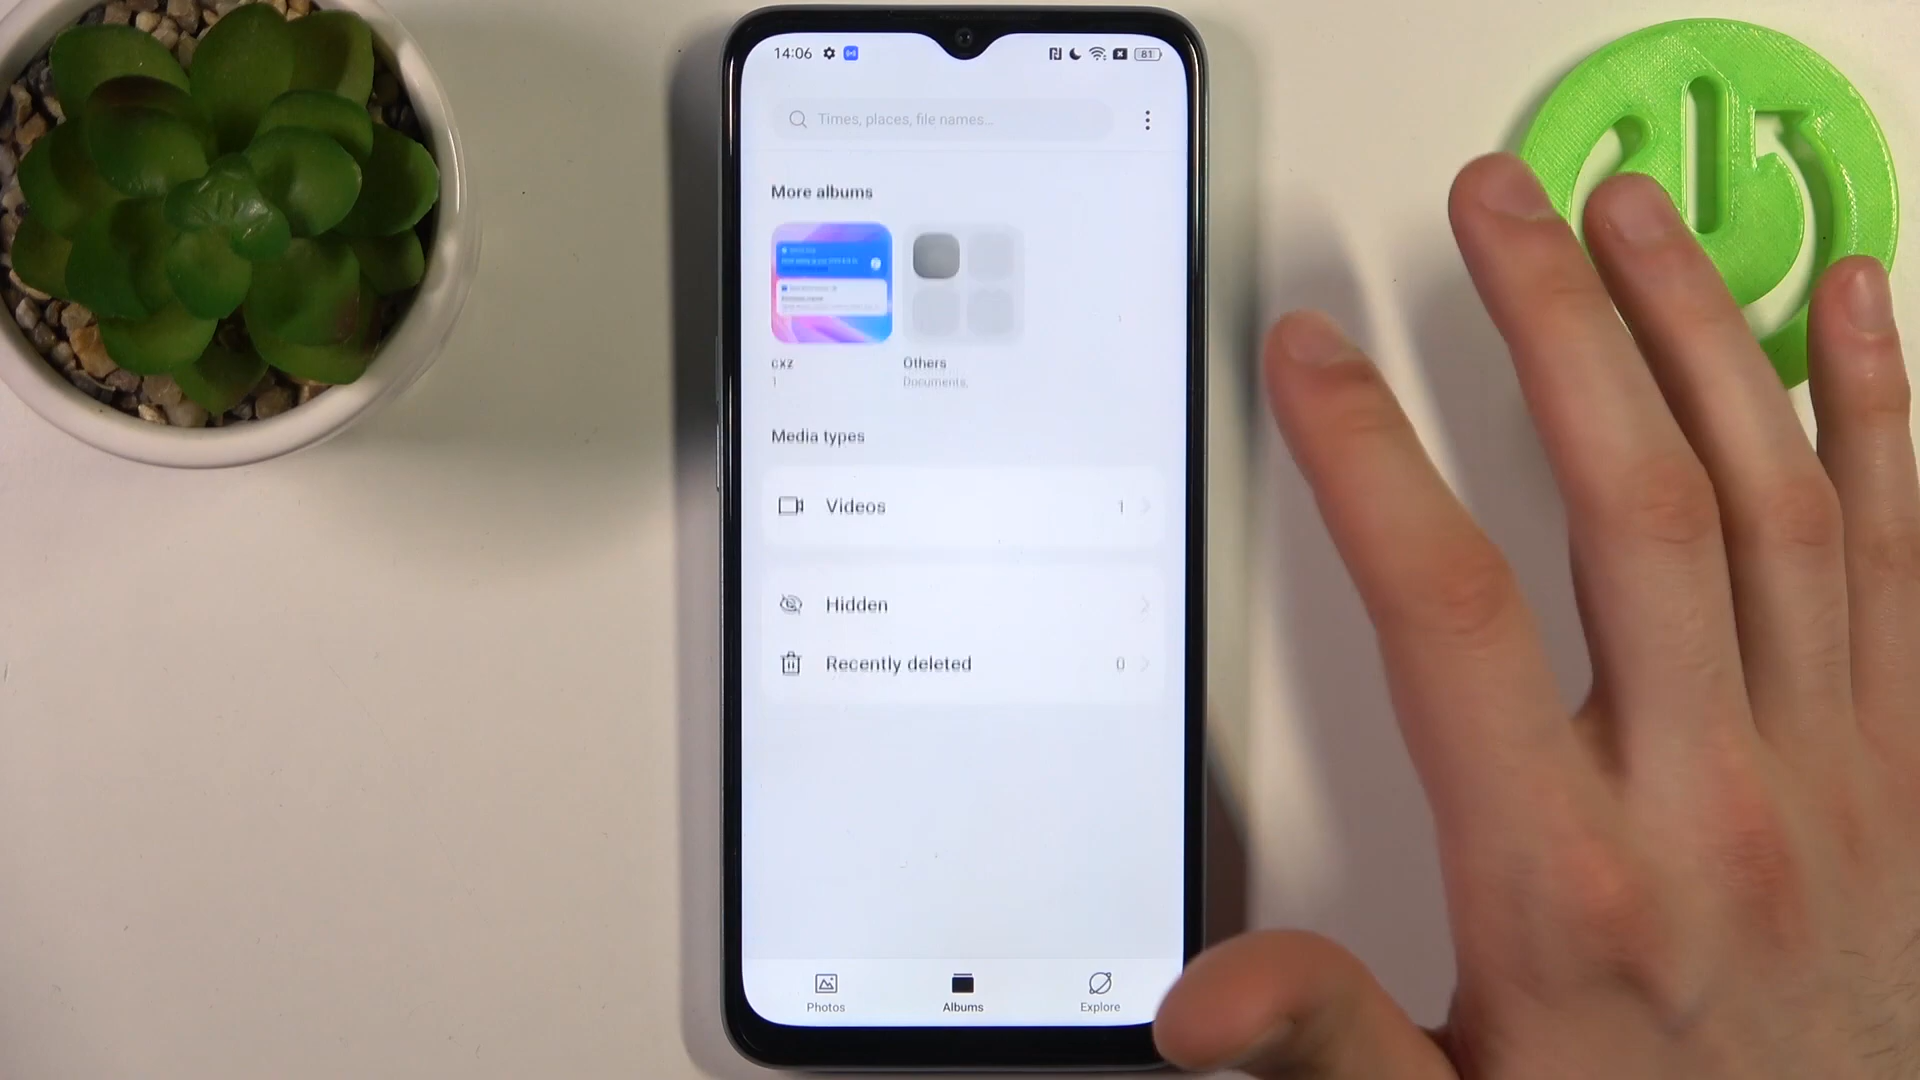 14:06
81
Times, places, file names...
More albums
cxz
1
Others
Documents,
Media types
Videos 1
Hidden
Recently deleted 0
Photos
Albums
Explore